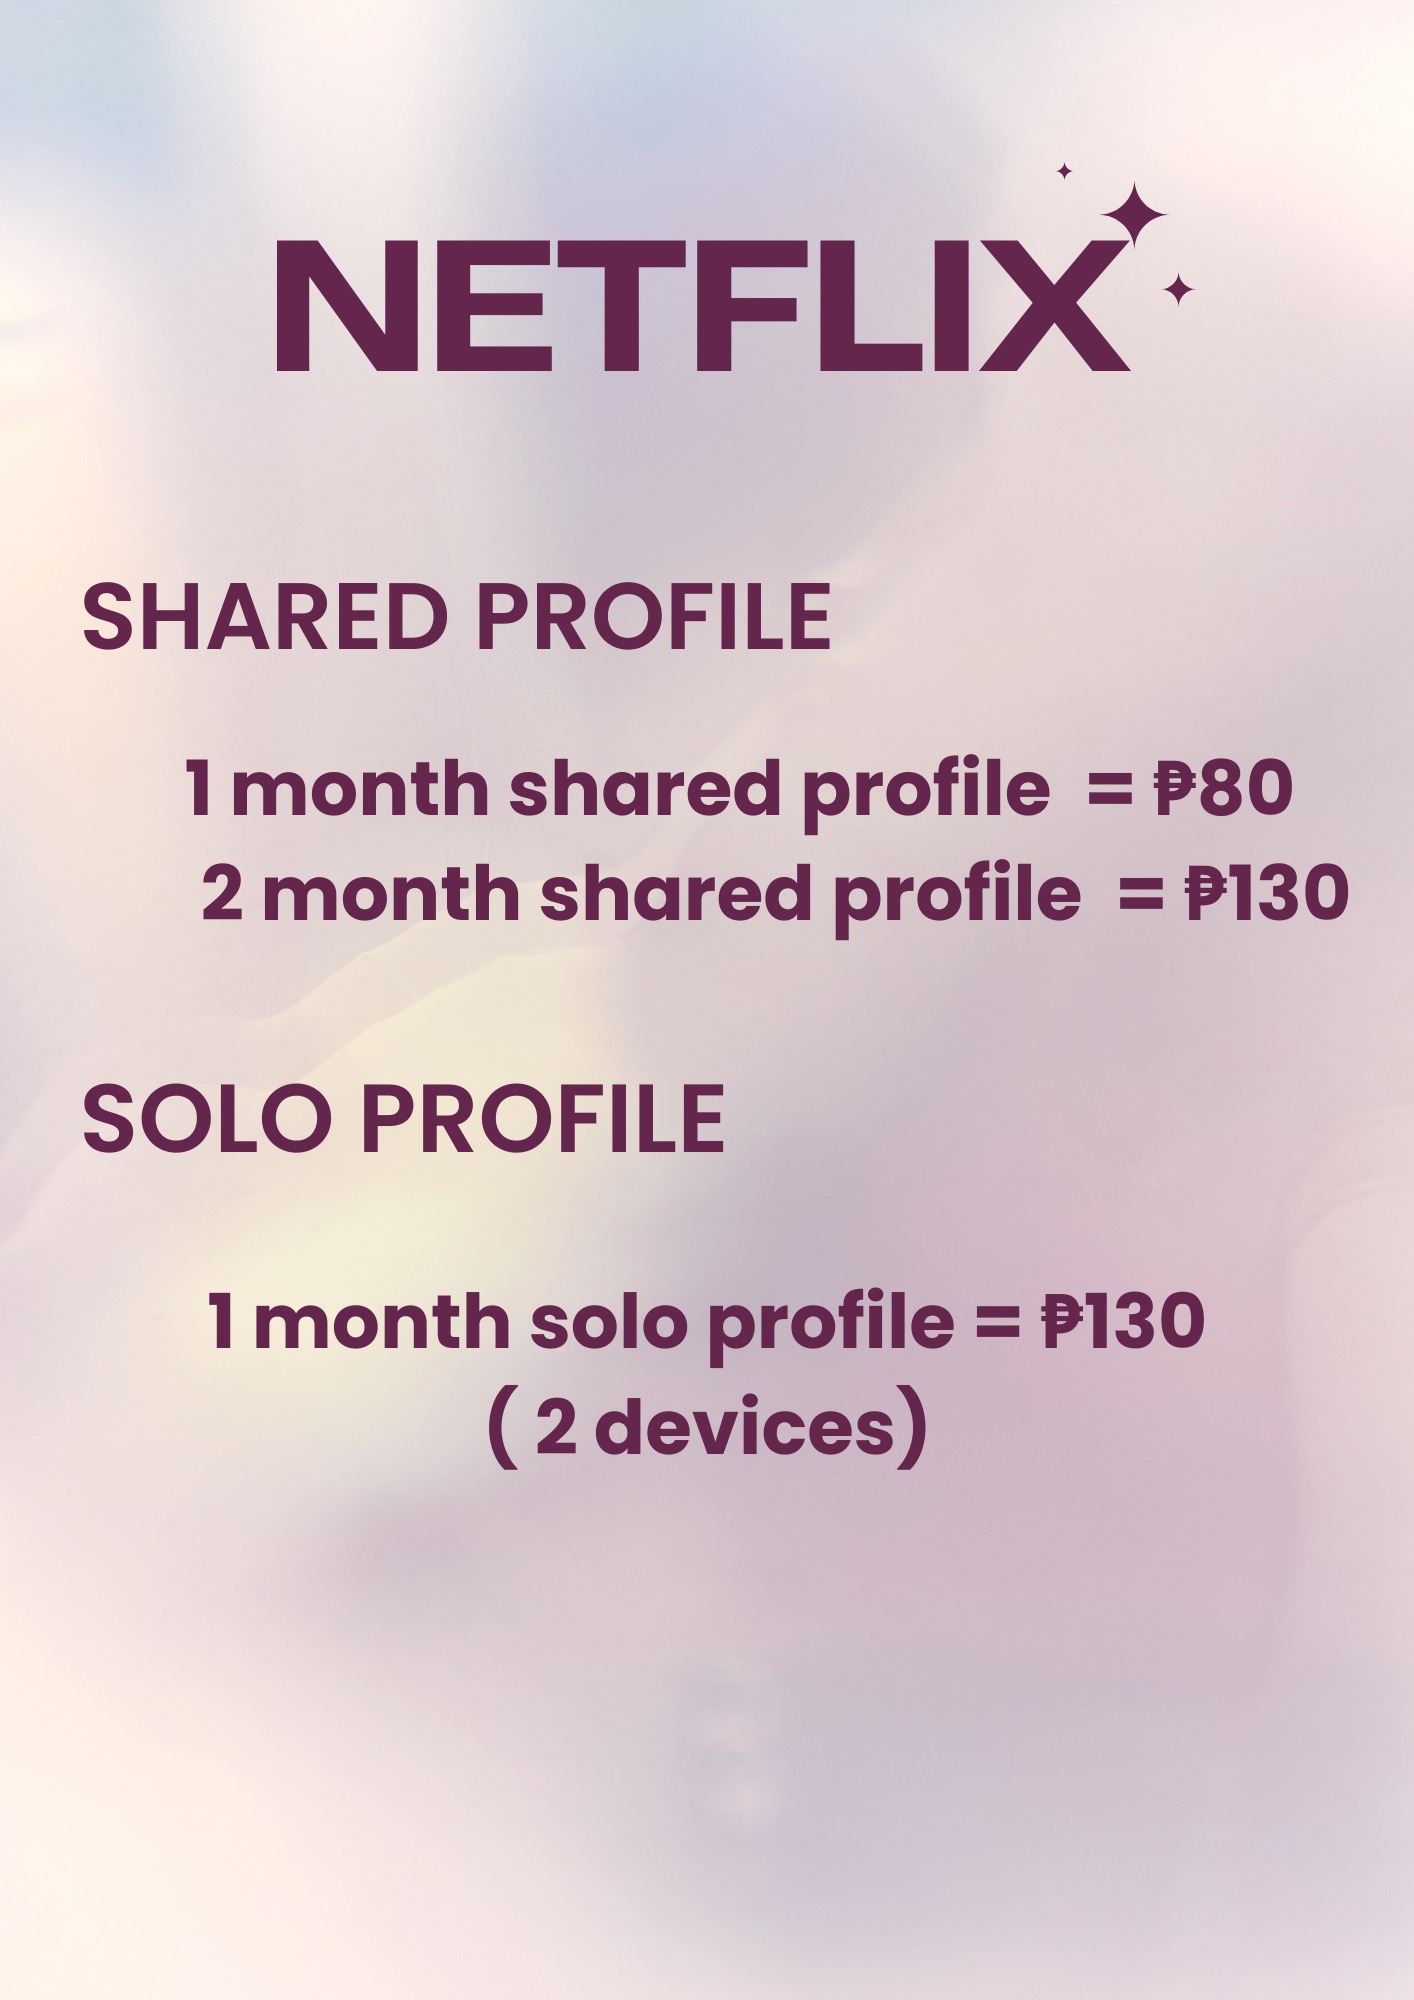 NETFLIX
SHARED PROFILE
1 month shared profile = ₱80
2 month shared profile = ₱130
SOLO PROFILE
1 month solo profile = ₱130
( 2 devices)